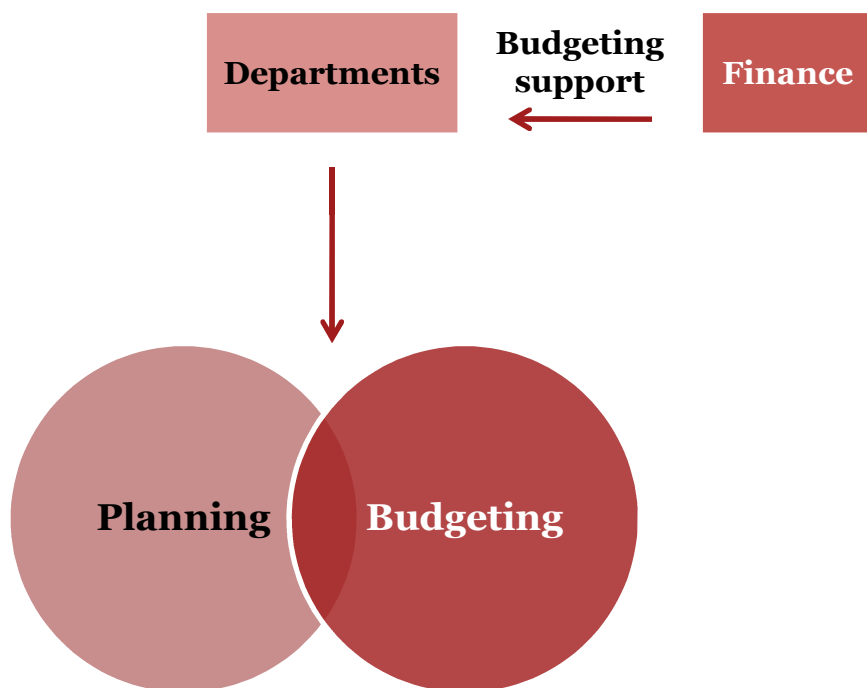 Departments
Budgeting
support
Finance
Planning
Budgeting